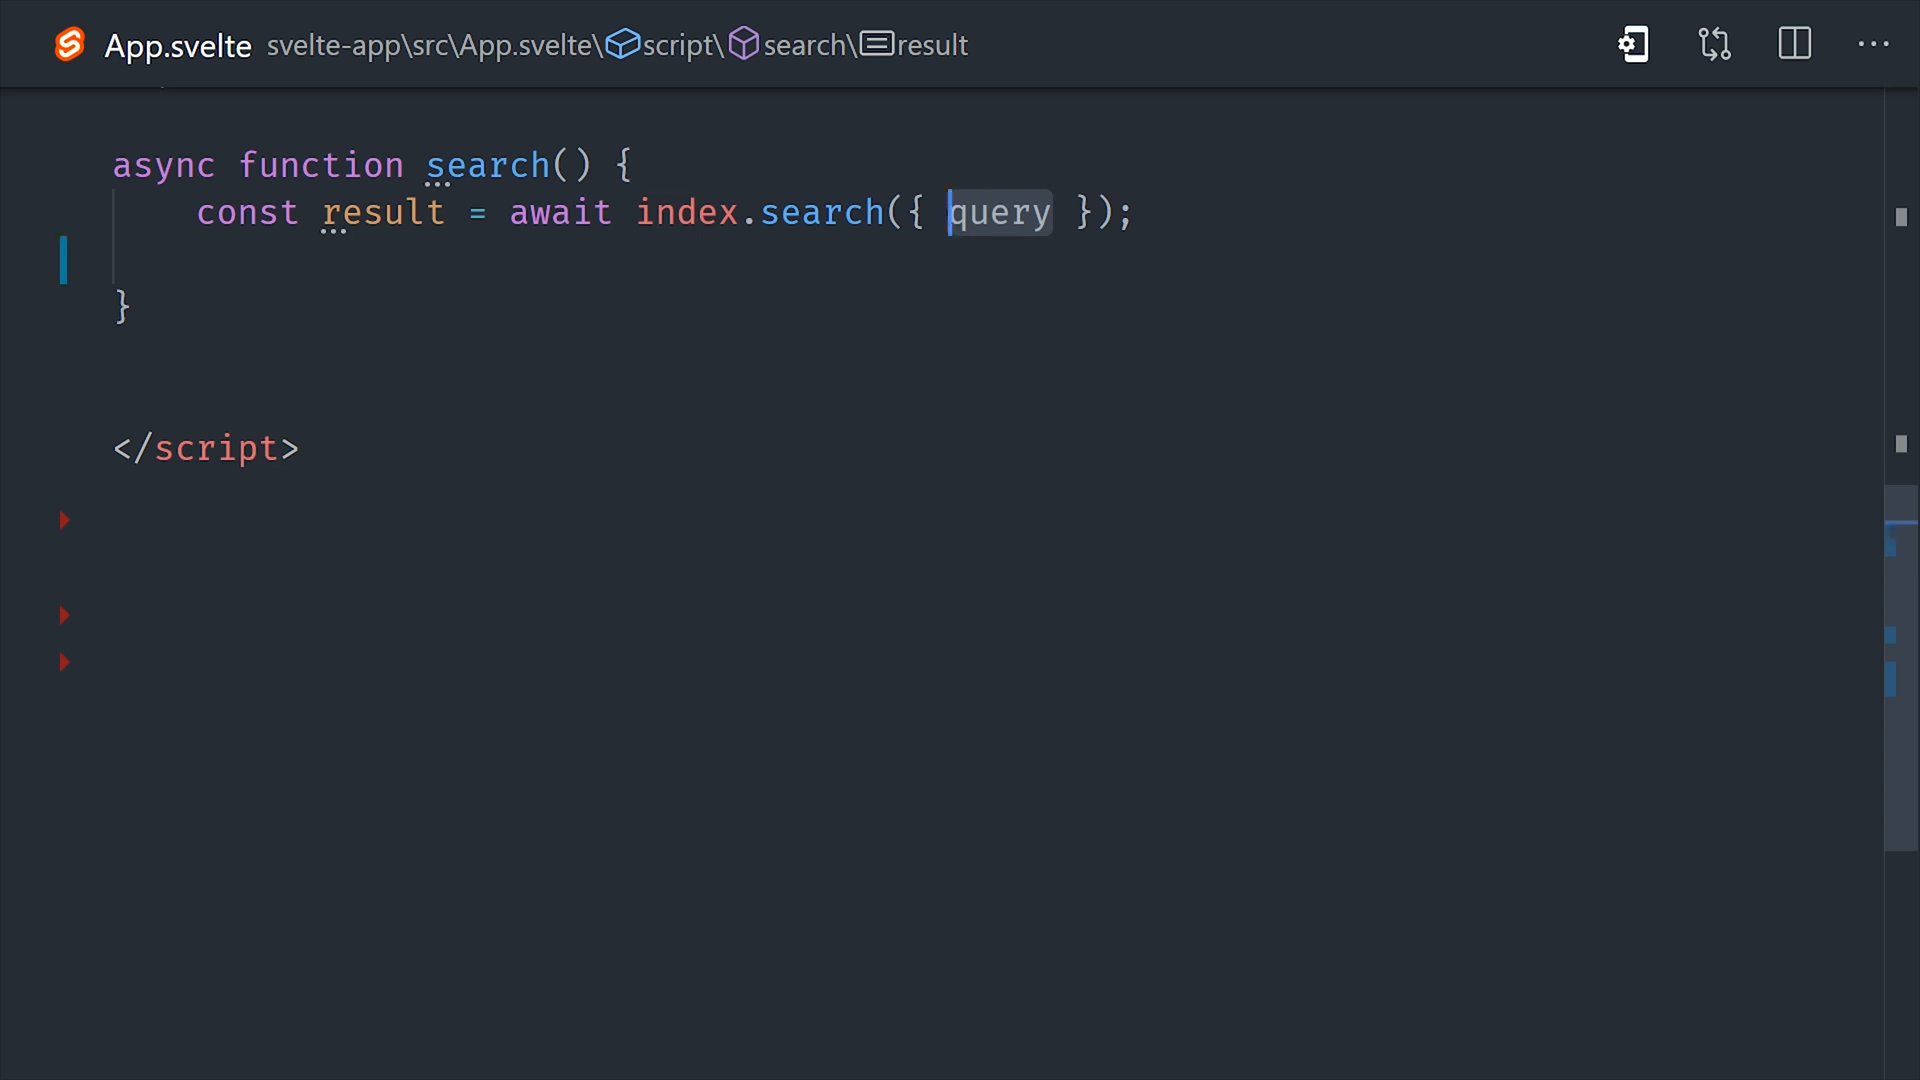 App.svelte svelte-app\src\App.svelte\script\search\result
async function search() {
const result = await index.search({ query });
}
</script>